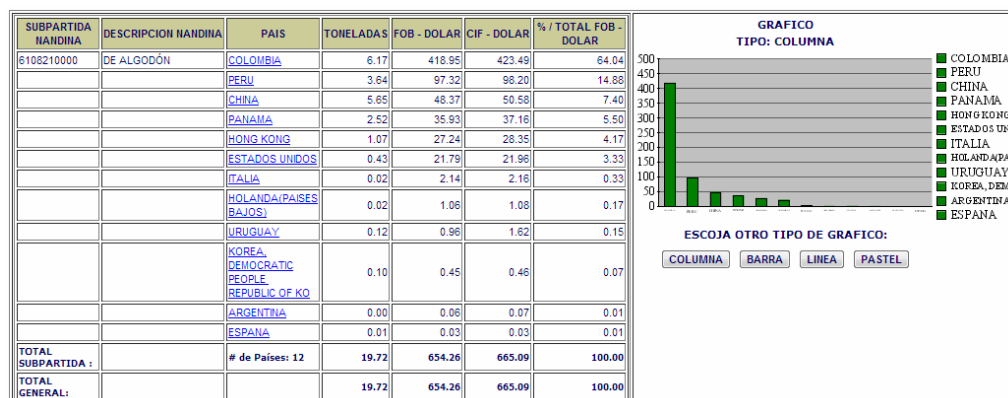 SUBPARTIDA NANDINA DESCRIPCION NANDINA PAIS TONELADAS FOB - DOLAR CIF - DOLAR % / TOTAL FOB - DOLAR
6108210000 DE ALGODÓN COLOMBIA 6.17 418.95 423.49 64.04
PERU 3.64 97.32 98.20 14.88
CHINA 5.65 48.37 50.58 7.40
PANAMA 2.52 35.93 37.16 5.50
HONG KONG 1.07 27.24 28.35 4.17
ESTADOS UNIDOS 0.43 21.79 21.96 3.33
ITALIA 0.02 2.14 2.16 0.33
HOLANDA(PAISES BAJOS) 0.02 1.06 1.08 0.17
URUGUAY 0.12 0.96 1.62 0.15
KOREA, DEMOCRATIC PEOPLE, REPUBLIC OF KO 0.10 0.45 0.46 0.07
ARGENTINA 0.00 0.06 0.07 0.01
ESPANA 0.01 0.03 0.03 0.01
TOTAL SUBPARTIDA : # de Países: 12 19.72 654.26 665.09 100.00
TOTAL GENERAL: 19.72 654.26 665.09 100.00
GRAFICO
TIPO: COLUMNA
500
450
400
350
300
250
200
150
100
50
0
COLOMBIA
PERU
CHINA
PANAMA
HONG KONG
ESTADOS UN
ITALIA
HOLANDA(PA
URUGUAY
KOREA, DEM
ARGENTINA
ESPANA
ESCOJA OTRO TIPO DE GRAFICO:
COLUMNA BARRA LINEA PASTEL